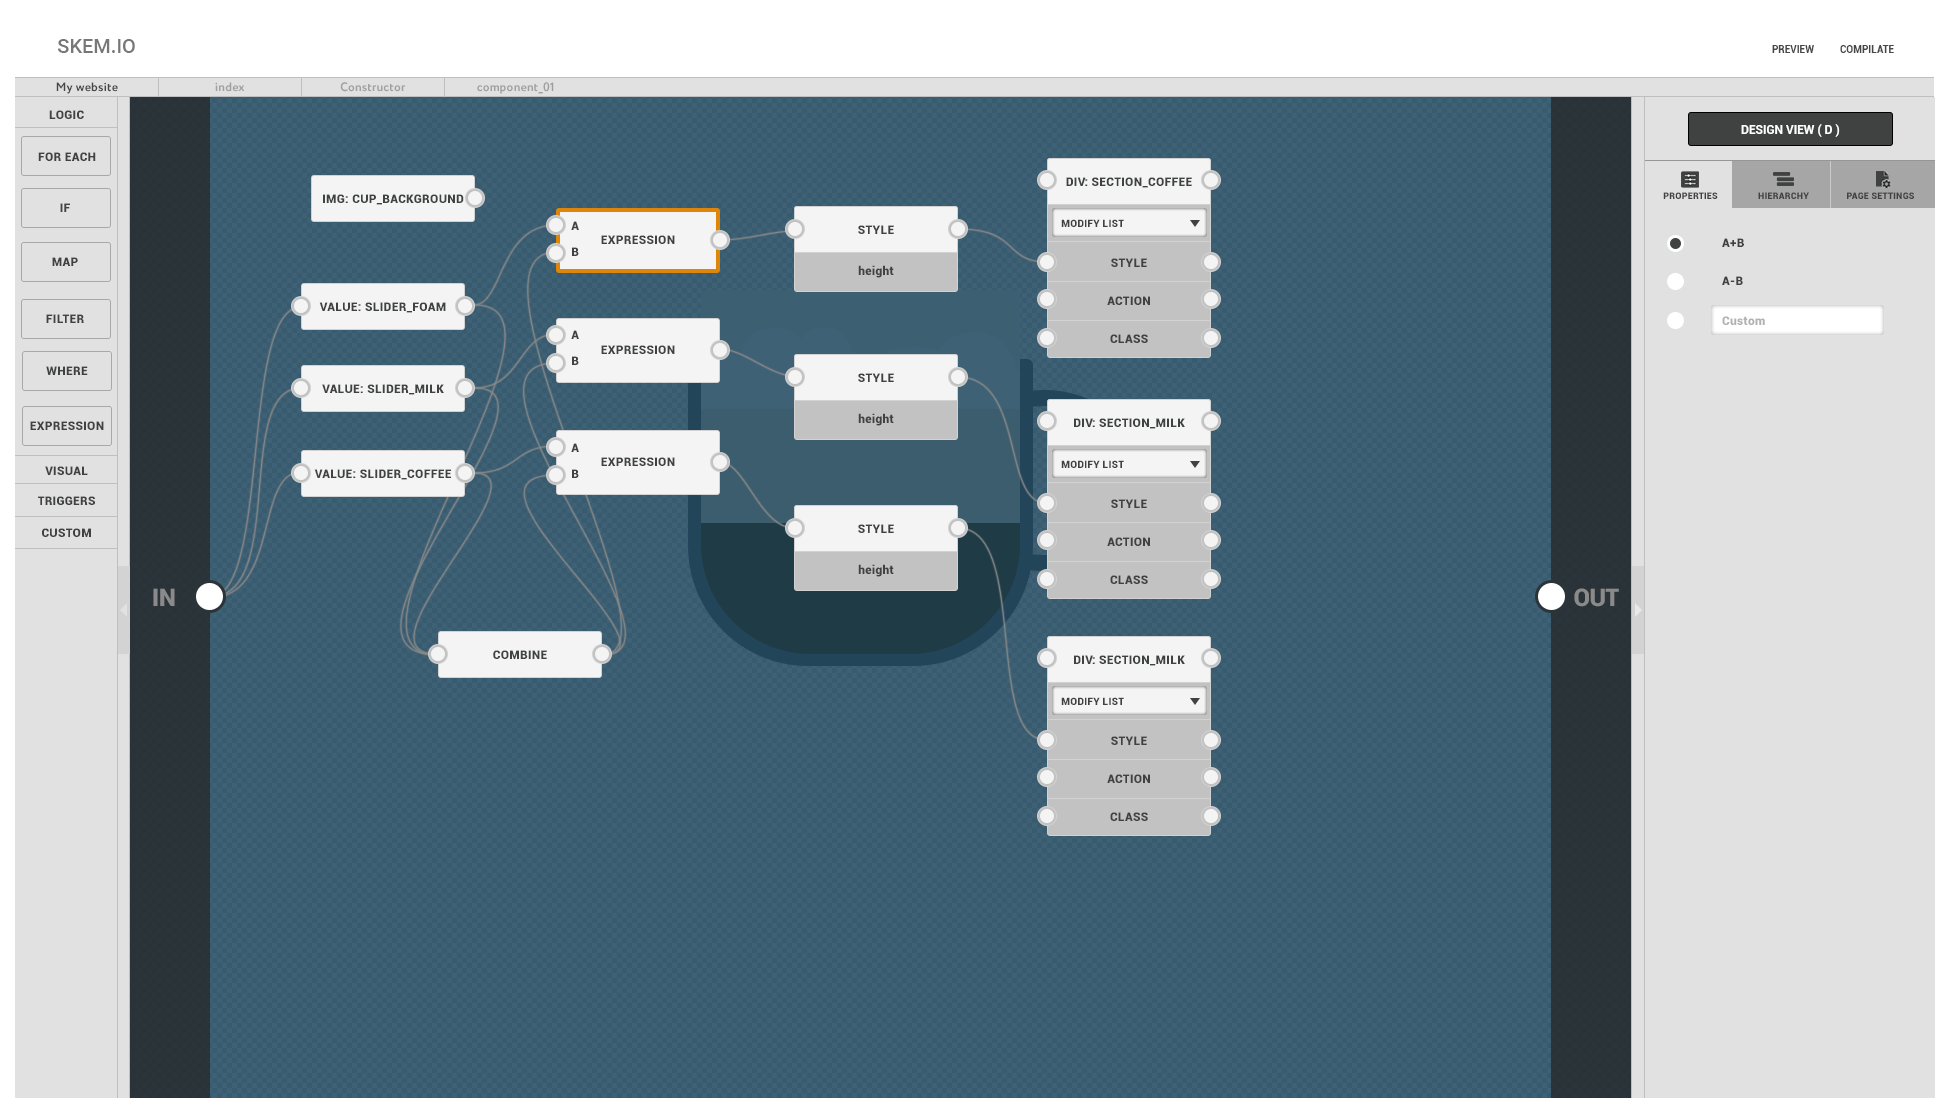 SKEM.IO
PREVIEW
COMPILATE
My website
index
Constructor
component_01
LOGIC
FOR EACH
IF
MAP
FILTER
WHERE
EXPRESSION
VISUAL
TRIGGERS
CUSTOM
IN
IMG: CUP_BACKGROUND
VALUE: SLIDER_FOAM
VALUE: SLIDER_MILK
VALUE: SLIDER_COFFEE
COMBINE
A
EXPRESSION
B
A
EXPRESSION
B
A
EXPRESSION
B
STYLE
height
STYLE
height
STYLE
height
DIV: SECTION_COFFEE
MODIFY LIST
STYLE
ACTION
CLASS
DIV: SECTION_MILK
MODIFY LIST
STYLE
ACTION
CLASS
DIV: SECTION_MILK
MODIFY LIST
STYLE
ACTION
CLASS
OUT
DESIGN VIEW ( D )
PROPERTIES
HIERARCHY
PAGE SETTINGS
A+B
A-B
Custom